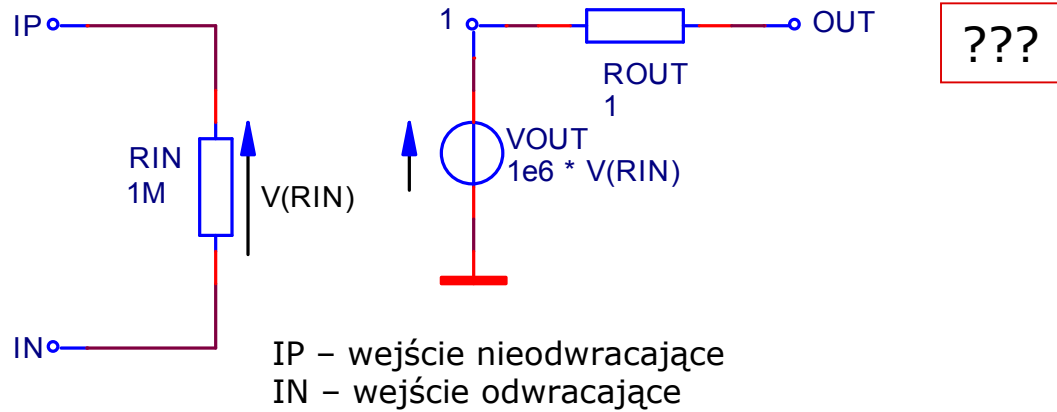 IP
1
OUT
???
ROUT
1
VOUT
1e6 * V(RIN)
RIN
1M
V(RIN)
IN
IP – wejście nieodwracające
IN – wejście odwracające